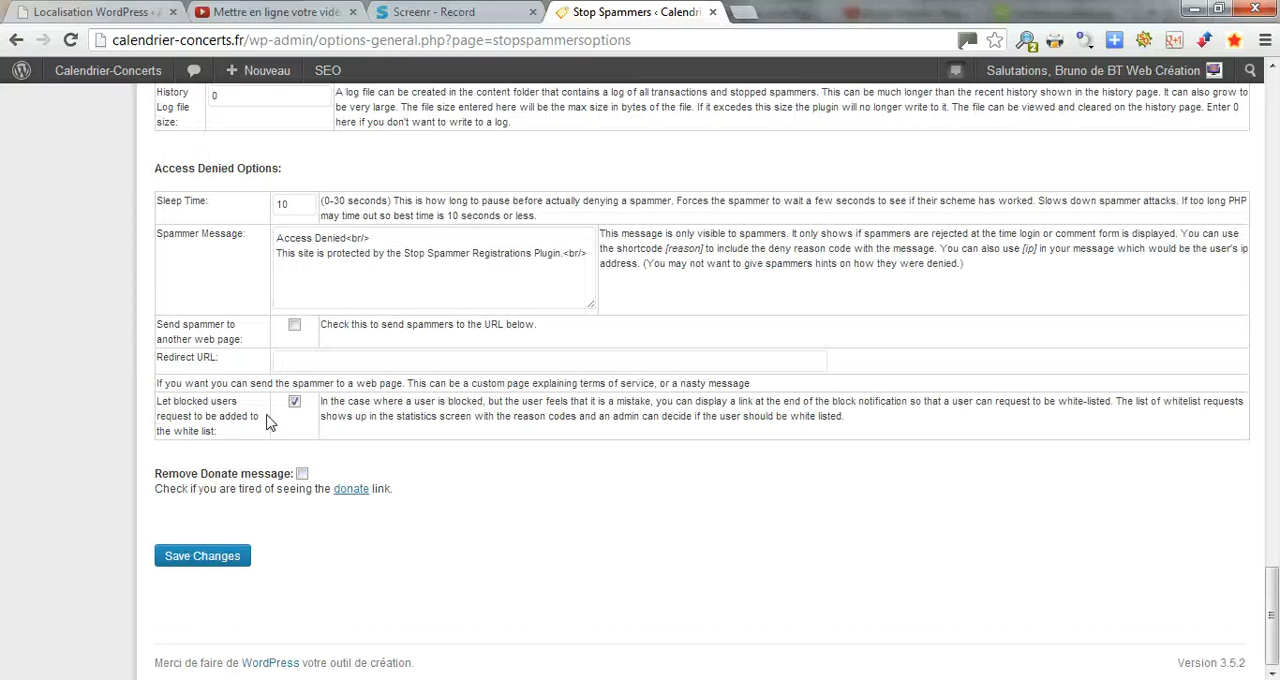 Localisation WordPress ‹
Mettre en ligne votre vidé
Screenr - Record
Stop Spammers ‹ Calendri
calendrier-concerts.fr/wp-admin/options-general.php?page=stopspammersoptions
Calendrier-Concerts
Nouveau
SEO
Salutations, Bruno de BT Web Création
History
Log file
size:
0
A log file can be created in the content folder that contains a log of all transactions and stopped spammers. This can be much longer than the recent history shown in the history page. It can also grow to
be very large. The file size entered here will be the max size in bytes of the file. If it excedes this size the plugin will no longer write to it. The file can be viewed and cleared on the history page. Enter 0
here if you don't want to write to a log.
Access Denied Options:
Sleep Time:
10
(0-30 seconds) This is how long to pause before actually denying a spammer. Forces the spammer to wait a few seconds to see if their scheme has worked. Slows down spammer attacks. If too long PHP
may time out so best time is 10 seconds or less.
Spammer Message:
Access Denied<br/>
This site is protected by the Stop Spammer Registrations Plugin.<br/>
This message is only visible to spammers. It only shows if spammers are rejected at the time login or comment form is displayed. You can use
the shortcode [reason] to include the deny reason code with the message. You can also use [ip] in your message which would be the user's ip
address. (You may not want to give spammers hints on how they were denied.)
Send spammer to
another web page:
Check this to send spammers to the URL below.
Redirect URL:
If you want you can send the spammer to a web page. This can be a custom page explaining terms of service, or a nasty message
Let blocked users
request to be added to
the white list:
In the case where a user is blocked, but the user feels that it is a mistake, you can display a link at the end of the block notification so that a user can request to be white-listed. The list of whitelist requests
shows up in the statistics screen with the reason codes and an admin can decide if the user should be white listed.
Remove Donate message:
Check if you are tired of seeing the donate link.
Save Changes
Merci de faire de WordPress votre outil de création.
Version 3.5.2